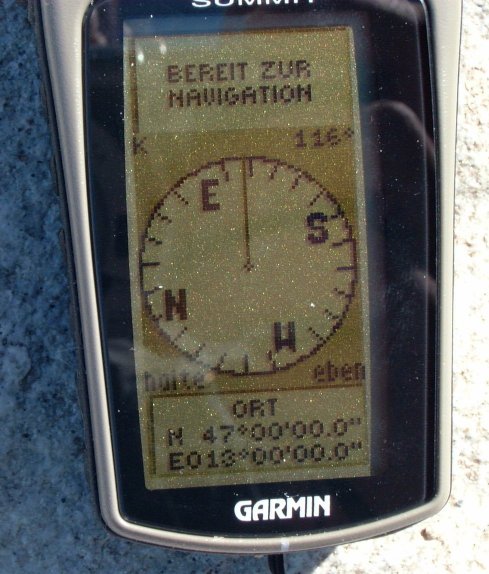 SUMMIT
BEREIT ZUR
NAVIGATION
K 116°
E
S
N
W
halte eben
ORT
N 47°00'00.0"
E013°00'00.0"
GARMIN